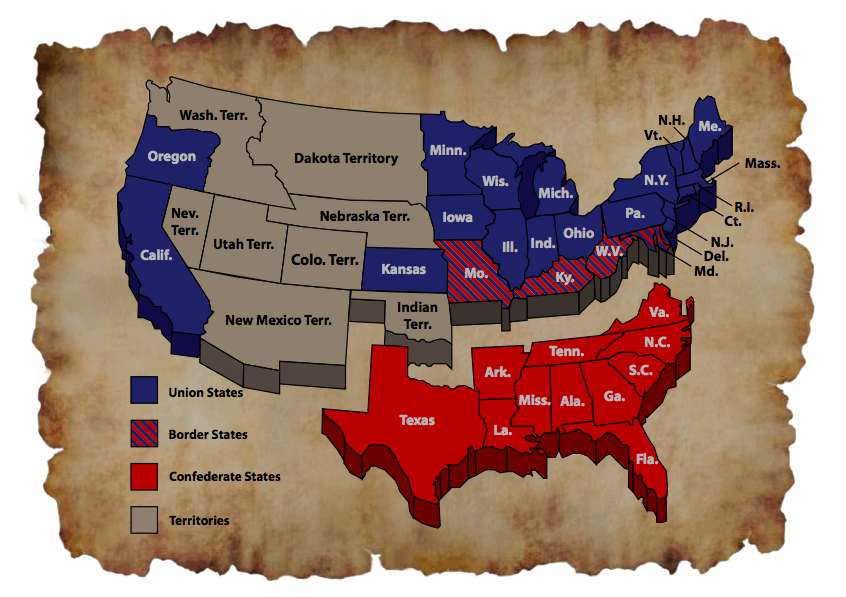 Wash. Terr.
Oregon
Dakota Territory
Minn.
Wis.
Mich.
N.H.
Vt.
Me.
Mass.
N.Y.
R.I.
Ct.
Nev.
Terr.
Nebraska Terr.
Iowa
Pa.
Calif.
Utah Terr.
Colo. Terr.
Kansas
Mo.
Ill.
Ind.
Ohio
W.V.
Ky.
N.J.
Del.
Md.
New Mexico Terr.
Indian
Terr.
Va.
N.C.
Tenn.
S.C.
Ark.
Miss.
Ala.
Ga.
Texas
La.
Fla.
Union States
Border States
Confederate States
Territories